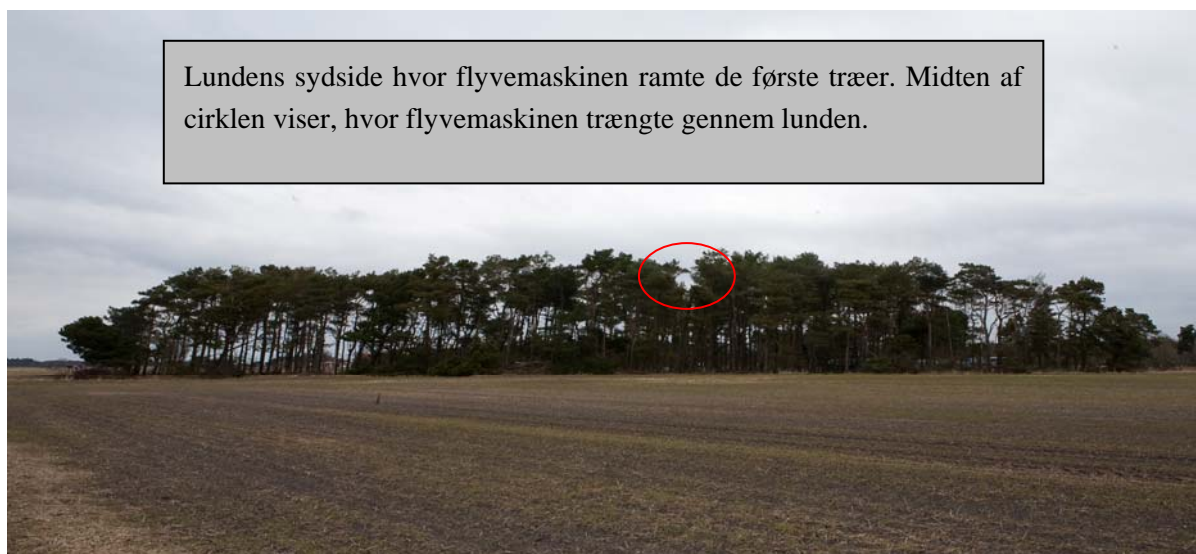 Lundens sydside hvor flyvemaskinen ramte de første træer. Midten af
cirklen viser, hvor flyvemaskinen trængte gennem lunden.